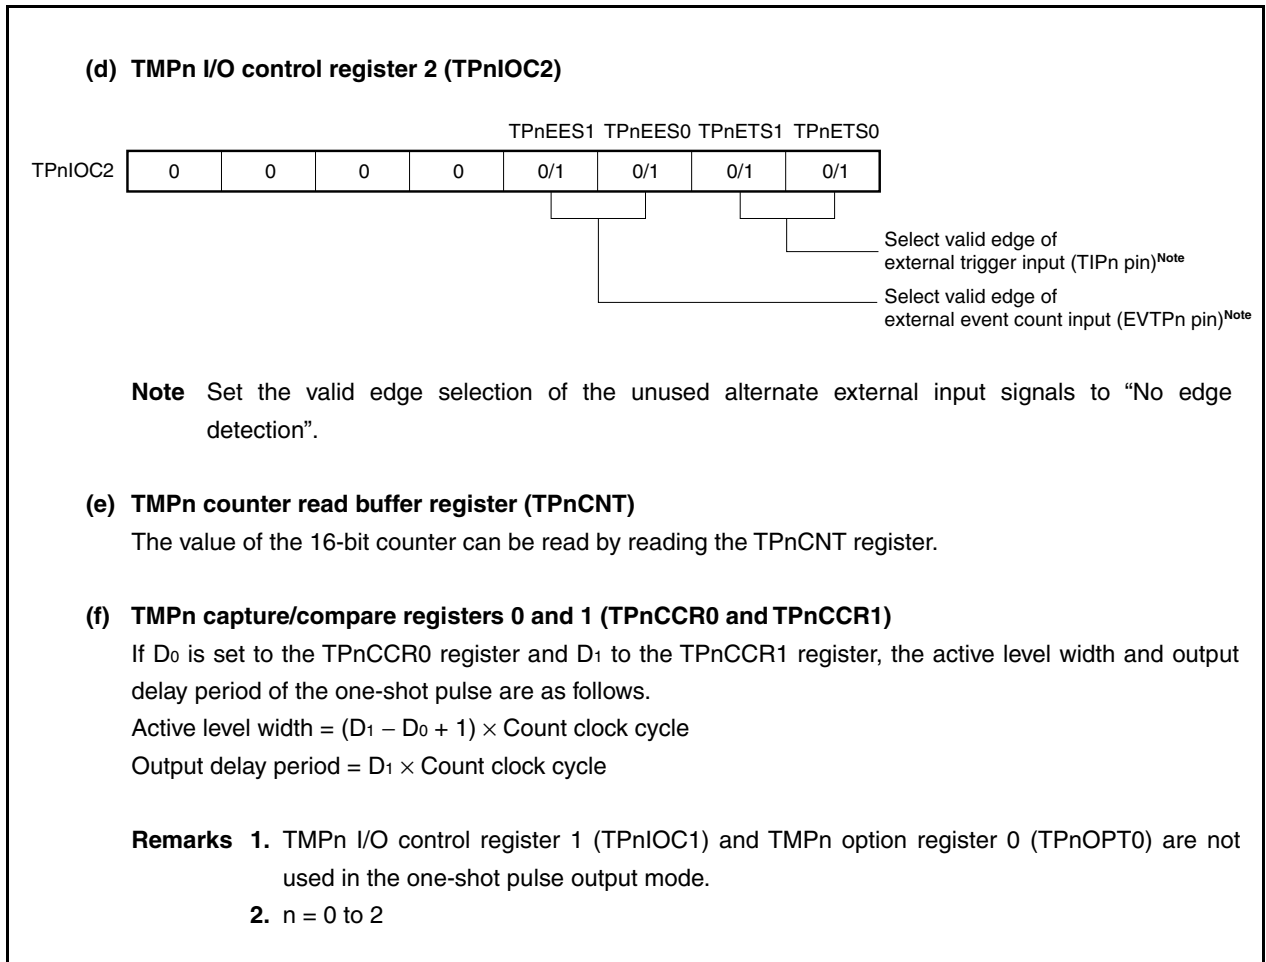 (d) TMPn I/O control register 2 (TPnIOC2)
TPnEES1 TPnEES0 TPnETS1 TPnETS0
TPnIOC2 0 0 0 0 0/1 0/1 0/1 0/1
Select valid edge of
external trigger input (TIPn pin)Note
Select valid edge of
external event count input (EVTPn pin)Note
Note Set the valid edge selection of the unused alternate external input signals to “No edge
detection”.
(e) TMPn counter read buffer register (TPnCNT)
The value of the 16-bit counter can be read by reading the TPnCNT register.
(f) TMPn capture/compare registers 0 and 1 (TPnCCR0 and TPnCCR1)
If D0 is set to the TPnCCR0 register and D1 to the TPnCCR1 register, the active level width and output
delay period of the one-shot pulse are as follows.
Active level width = (D1 − D0 + 1) × Count clock cycle
Output delay period = D1 × Count clock cycle
Remarks 1. TMPn I/O control register 1 (TPnIOC1) and TMPn option register 0 (TPnOPT0) are not
used in the one-shot pulse output mode.
2. n = 0 to 2